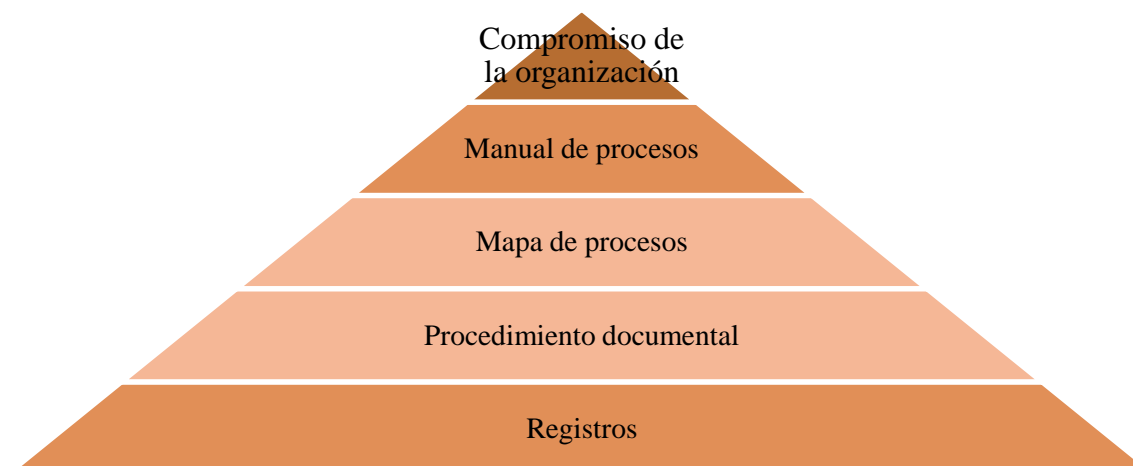 Compromiso de
la organización
Manual de procesos
Mapa de procesos
Procedimiento documental
Registros